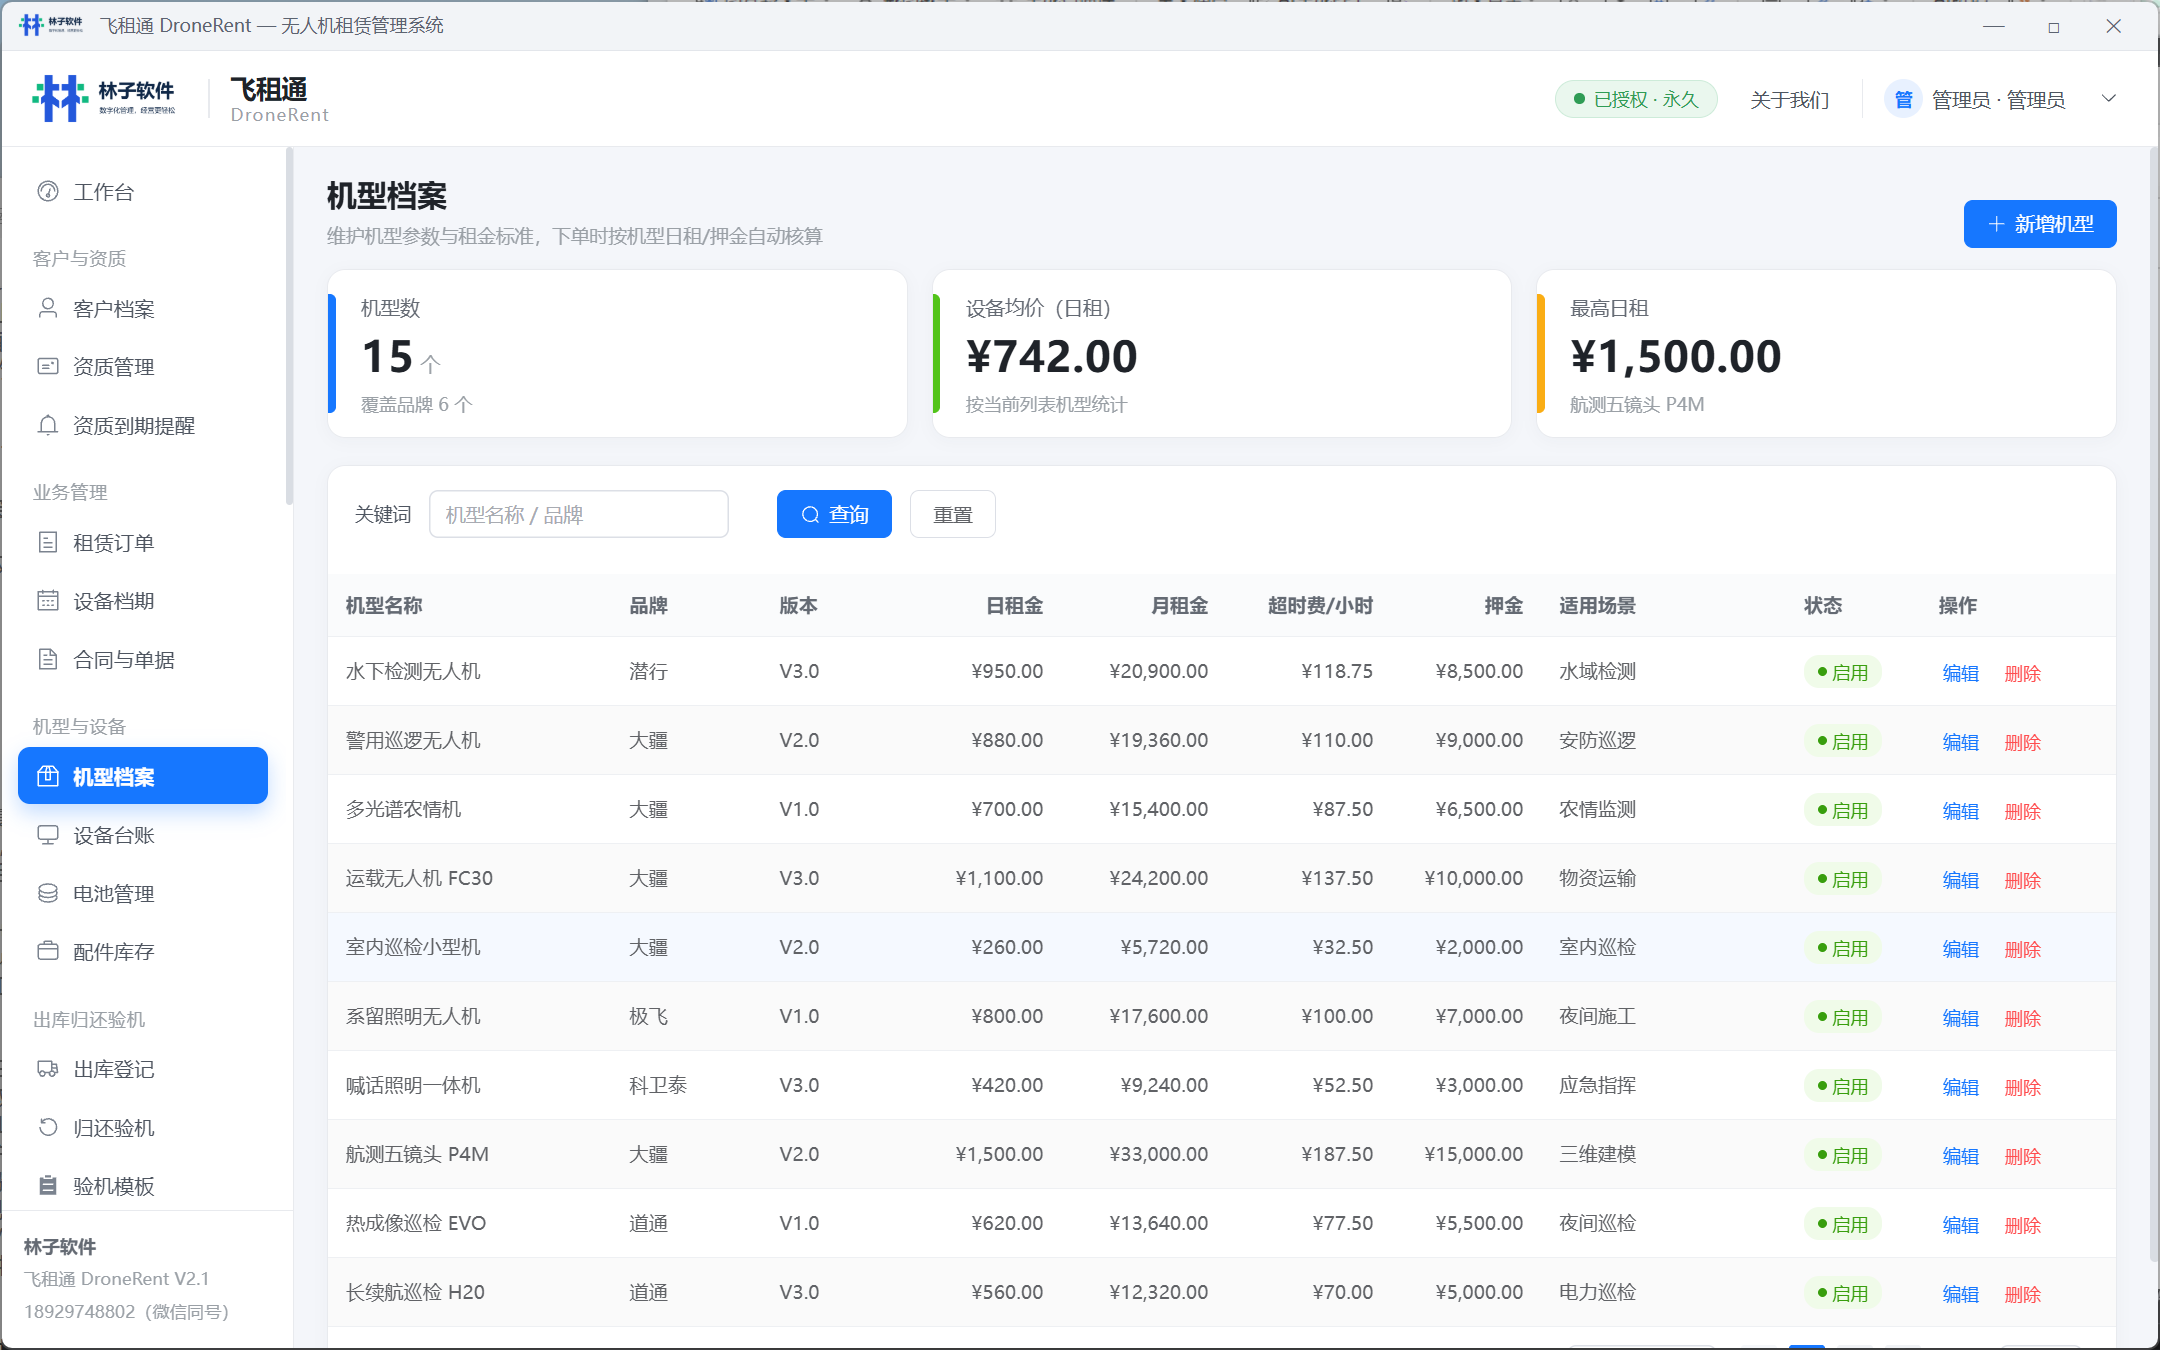 林子软件 飞租通 DroneRent — 无人机租赁管理系统
林子软件
数字化管理，经营更轻松
飞租通
DroneRent
已授权 · 永久
关于我们
管 管理员 · 管理员
工作台
客户与资质
客户档案
资质管理
资质到期提醒
业务管理
租赁订单
设备档期
合同与单据
机型与设备
机型档案
设备台账
电池管理
配件库存
出库归还验机
出库登记
归还验机
验机模板
林子软件
飞租通 DroneRent V2.1
18929748802（微信同号）
机型档案
维护机型参数与租金标准，下单时按机型日租/押金自动核算
新增机型
机型数
15 个
覆盖品牌 6 个
设备均价（日租）
¥742.00
按当前列表机型统计
最高日租
¥1,500.00
航测五镜头 P4M
关键词 机型名称 / 品牌 查询 重置
机型名称 品牌 版本 日租金 月租金 超时费/小时 押金 适用场景 状态 操作
水下检测无人机 潜行 V3.0 ¥950.00 ¥20,900.00 ¥118.75 ¥8,500.00 水域检测 启用 编辑 删除
警用巡逻无人机 大疆 V2.0 ¥880.00 ¥19,360.00 ¥110.00 ¥9,000.00 安防巡逻 启用 编辑 删除
多光谱农情机 大疆 V1.0 ¥700.00 ¥15,400.00 ¥87.50 ¥6,500.00 农情监测 启用 编辑 删除
运载无人机 FC30 大疆 V3.0 ¥1,100.00 ¥24,200.00 ¥137.50 ¥10,000.00 物资运输 启用 编辑 删除
室内巡检小型机 大疆 V2.0 ¥260.00 ¥5,720.00 ¥32.50 ¥2,000.00 室内巡检 启用 编辑 删除
系留照明无人机 极飞 V1.0 ¥800.00 ¥17,600.00 ¥100.00 ¥7,000.00 夜间施工 启用 编辑 删除
喊话照明一体机 科卫泰 V3.0 ¥420.00 ¥9,240.00 ¥52.50 ¥3,000.00 应急指挥 启用 编辑 删除
航测五镜头 P4M 大疆 V2.0 ¥1,500.00 ¥33,000.00 ¥187.50 ¥15,000.00 三维建模 启用 编辑 删除
热成像巡检 EVO 道通 V1.0 ¥620.00 ¥13,640.00 ¥77.50 ¥5,500.00 夜间巡检 启用 编辑 删除
长续航巡检 H20 道通 V3.0 ¥560.00 ¥12,320.00 ¥70.00 ¥5,000.00 电力巡检 启用 编辑 删除